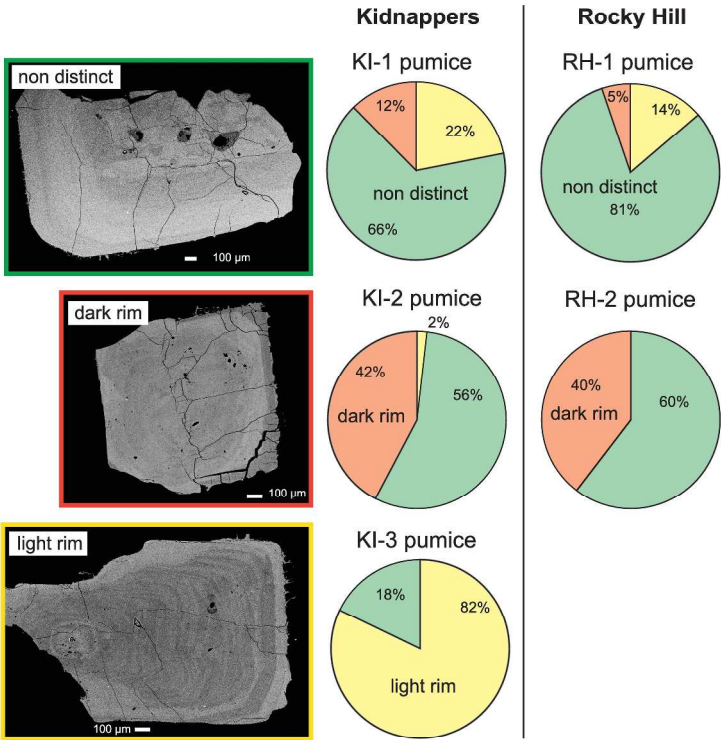 Kidnappers
Rocky Hill
non distinct
100 µm
KI-1 pumice
12%
22%
non distinct
66%
RH-1 pumice
5%
14%
non distinct
81%
dark rim
100 µm
KI-2 pumice
2%
42%
56%
dark rim
RH-2 pumice
40%
60%
dark rim
light rim
100 µm
KI-3 pumice
18%
82%
light rim